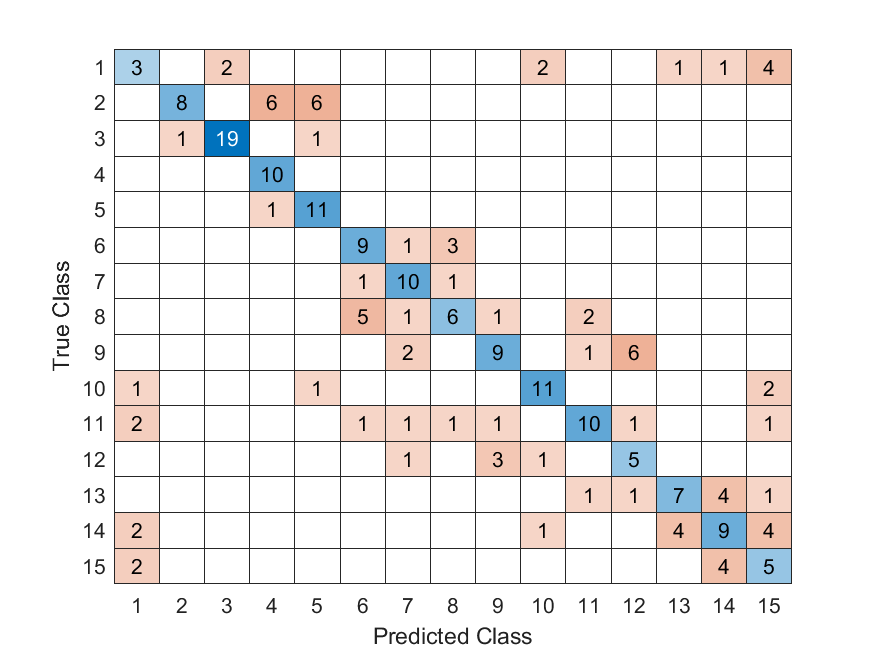 1 3 2 2 1 1 4
2 8 6 6
3 1 19 1
4 10
5 1 11
6 9 1 3
7 1 10 1
8 5 1 6 1 2
9 2 9 1 6
10 1 1 11 2
11 2 1 1 1 1 10 1 1
12 1 3 1 5
13 1 1 7 4 1
14 2 1 4 9 4
15 2 4 5
True Class
1 2 3 4 5 6 7 8 9 10 11 12 13 14 15
Predicted Class